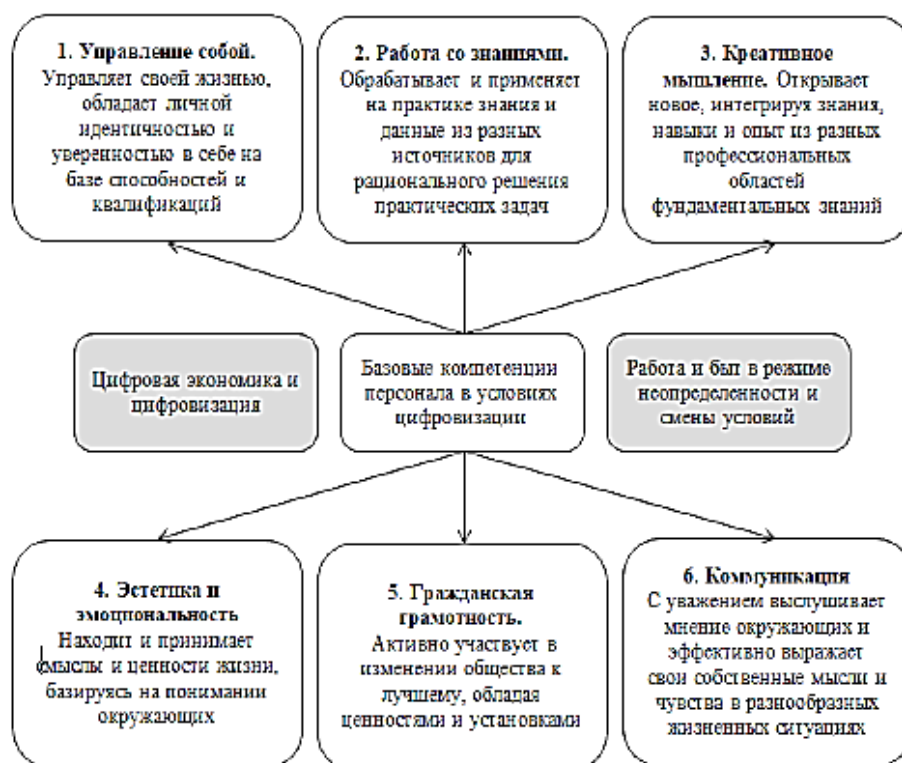 1. Управление собой.
Управляет своей жизнью,
обладает личной
идентичностью и
уверенностью в себе на
базе способностей и
квалификаций
2. Работа со знаниями.
Обрабатывает и применяет
на практике знания и
данные из разных
источников для
рационального решения
практических задач
3. Креативное
мышление. Открывает
новое, интегрируя знания,
навыки и опыт из разных
профессиональных
областей
фундаментальных знаний
Цифровая экономика и
цифровизация
Базовые компетенции
персонала в условиях
цифровизации
Работа и быт в режиме
неопределенности и
смены условий
4. Эстетика и
эмоциональность
Находит и принимает
смыслы и ценности жизни,
базируясь на понимании
окружающих
5. Гражданская
грамотность.
Активно участвует в
изменении общества к
лучшему, обладая
ценностями и установками
6. Коммуникация
С уважением выслушивает
мнение окружающих и
эффективно выражает
свои собственные мысли и
чувства в разнообразных
жизненных ситуациях